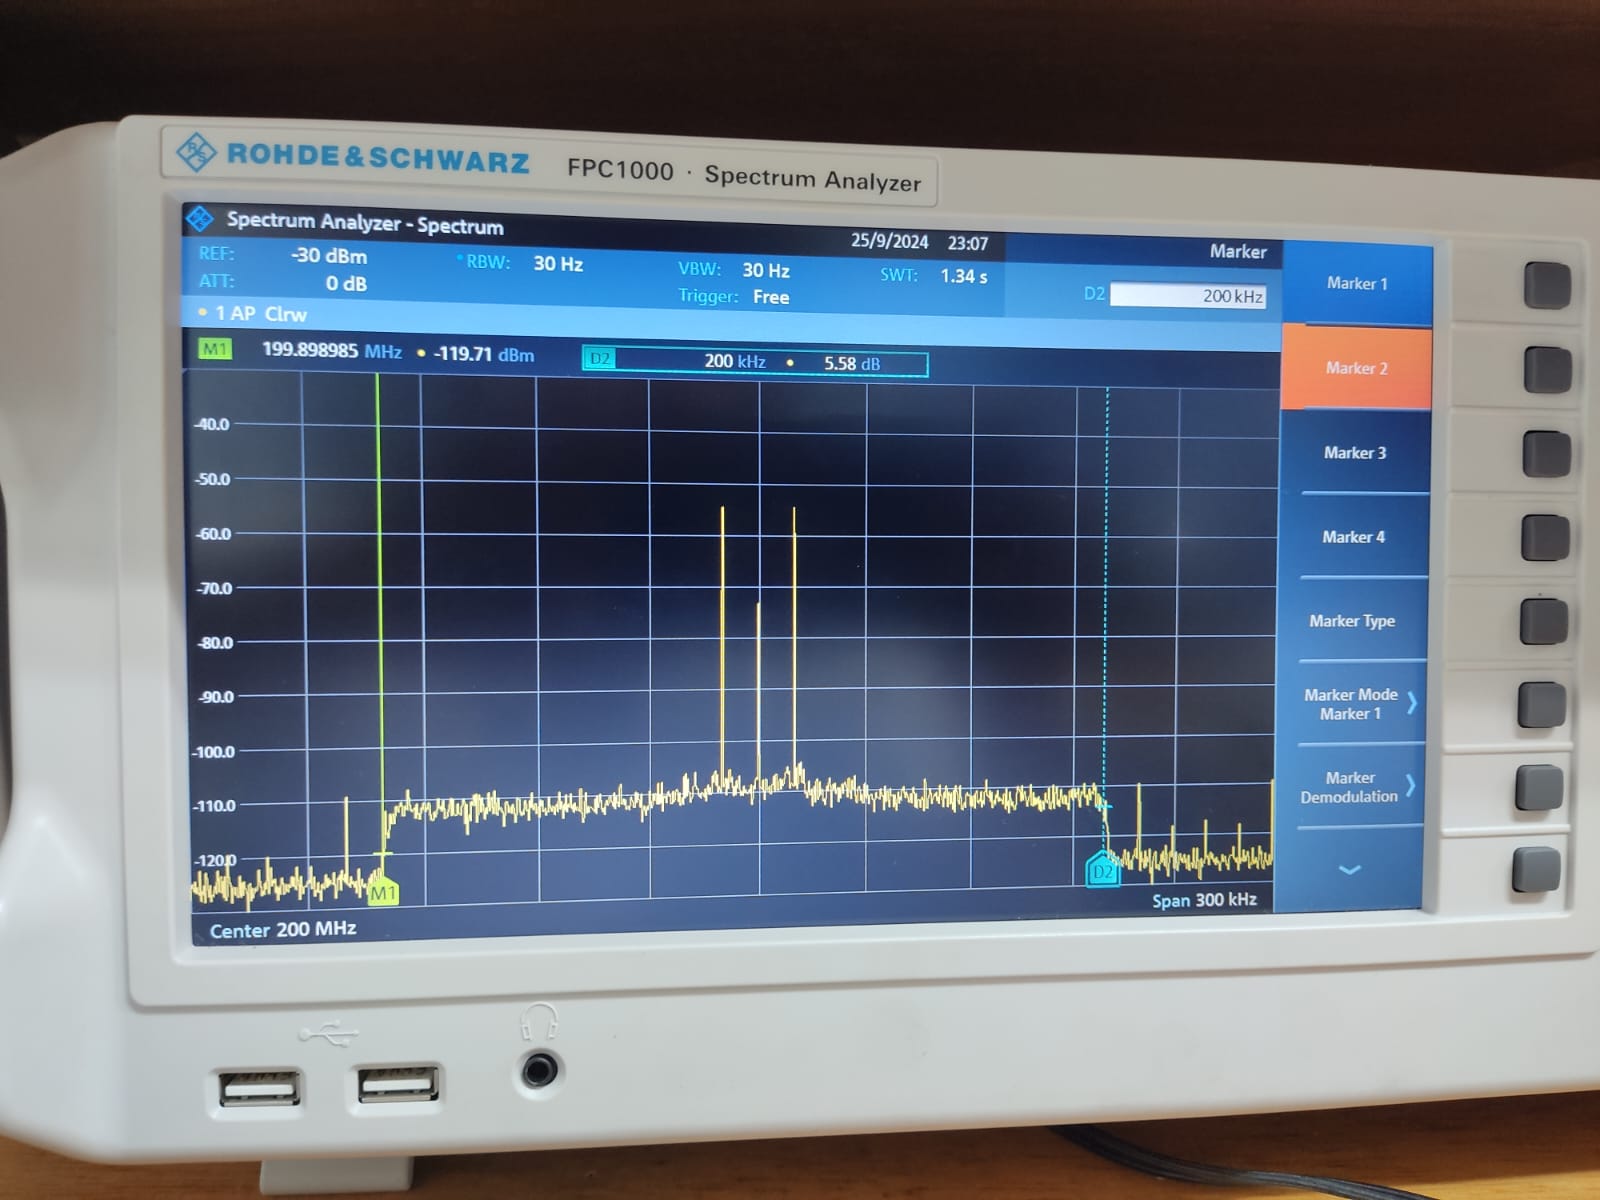 ROHDE&SCHWARZ FPC1000 · Spectrum Analyzer
Spectrum Analyzer - Spectrum
25/9/2024 23:07
Marker
REF: -30 dBm
ATT: 0 dB
RBW: 30 Hz
VBW: 30 Hz
Trigger: Free
SWT: 1.34 s
D2 200 kHz
1 AP Clrw
M1 199.898985 MHz • -119.71 dBm
D2 200 kHz • 5.58 dB
-40.0
-50.0
-60.0
-70.0
-80.0
-90.0
-100.0
-110.0
-120.0
M1
D2
Center 200 MHz
Span 300 kHz
Marker 1
Marker 2
Marker 3
Marker 4
Marker Type
Marker Mode
Marker 1
Marker
Demodulation